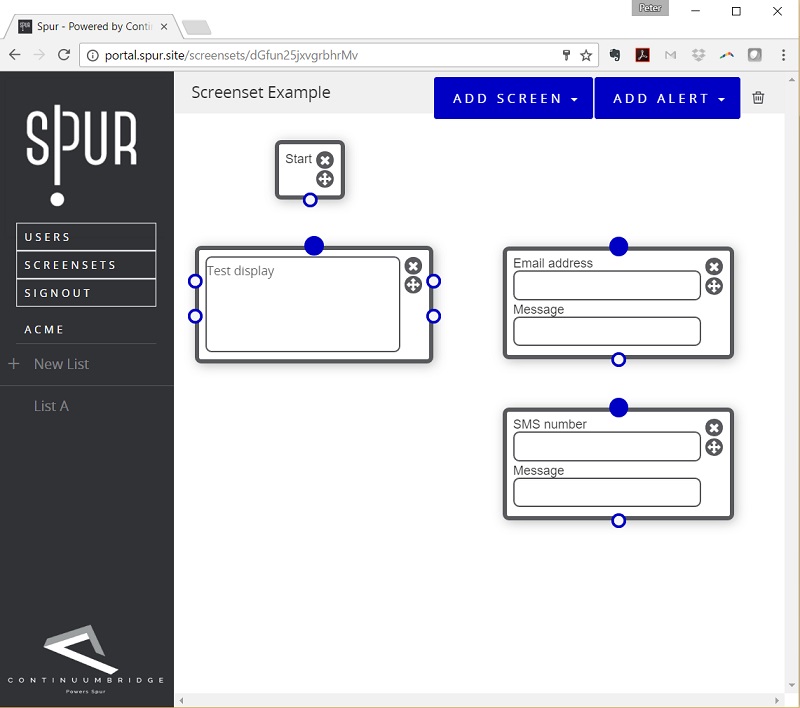 Peter
Spur - Powered by Conti
portal.spur.site/screensets/dGfun25jxvgrbhrMv
Screenset Example
ADD SCREEN
ADD ALERT
SPUR
USERS
SCREENSETS
SIGNOUT
ACME
New List
List A
Start
Test display
Email address
Message
SMS number
Message
CONTINUUMBRIDGE
Powers Spur